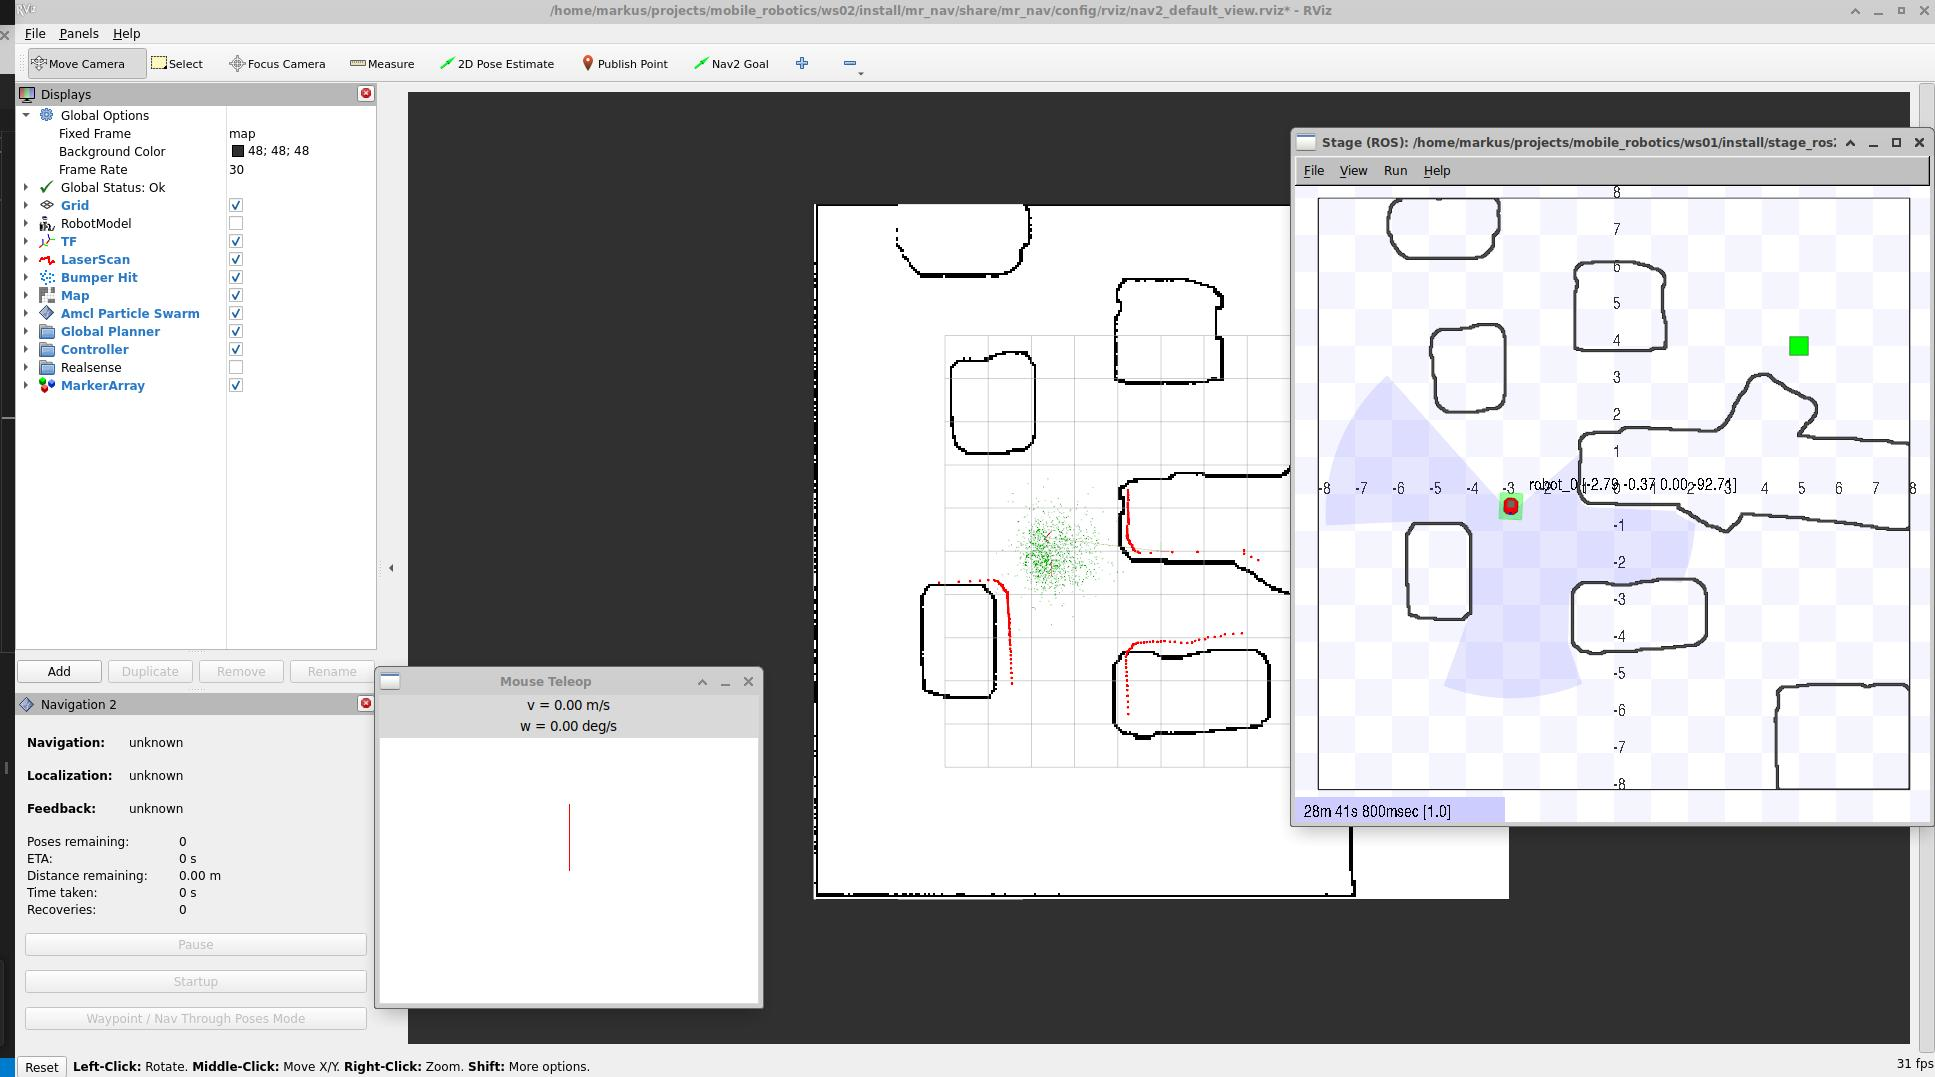 /home/markus/projects/mobile_robotics/ws02/install/mr_nav/share/mr_nav/config/rviz/nav2_default_view.rviz* - RViz
File Panels Help
Move Camera Select Focus Camera Measure 2D Pose Estimate Publish Point Nav2 Goal
Displays
Global Options
Fixed Frame map
Background Color 48; 48; 48
Frame Rate 30
Global Status: Ok
Grid
RobotModel
TF
LaserScan
Bumper Hit
Map
Amcl Particle Swarm
Global Planner
Controller
Realsense
MarkerArray
Add Duplicate Remove Rename
Navigation 2
Navigation: unknown
Localization: unknown
Feedback: unknown
Poses remaining: 0
ETA: 0 s
Distance remaining: 0.00 m
Time taken: 0 s
Recoveries: 0
Pause
Startup
Waypoint / Nav Through Poses Mode
Reset Left-Click: Rotate. Middle-Click: Move X/Y. Right-Click: Zoom. Shift: More options.
31 fps
Mouse Teleop
v = 0.00 m/s
w = 0.00 deg/s
Stage (ROS): /home/markus/projects/mobile_robotics/ws01/install/stage_ros2
File View Run Help
8
7
6
5
4
3
2
1
-8 -7 -6 -5 -4 -3 0 1 2 3 4 5 6 7 8
robot_0 [-2.79 -0.37 0.00 -92.71]
-1
-2
-3
-4
-5
-6
-7
-8
28m 41s 800msec [1.0]